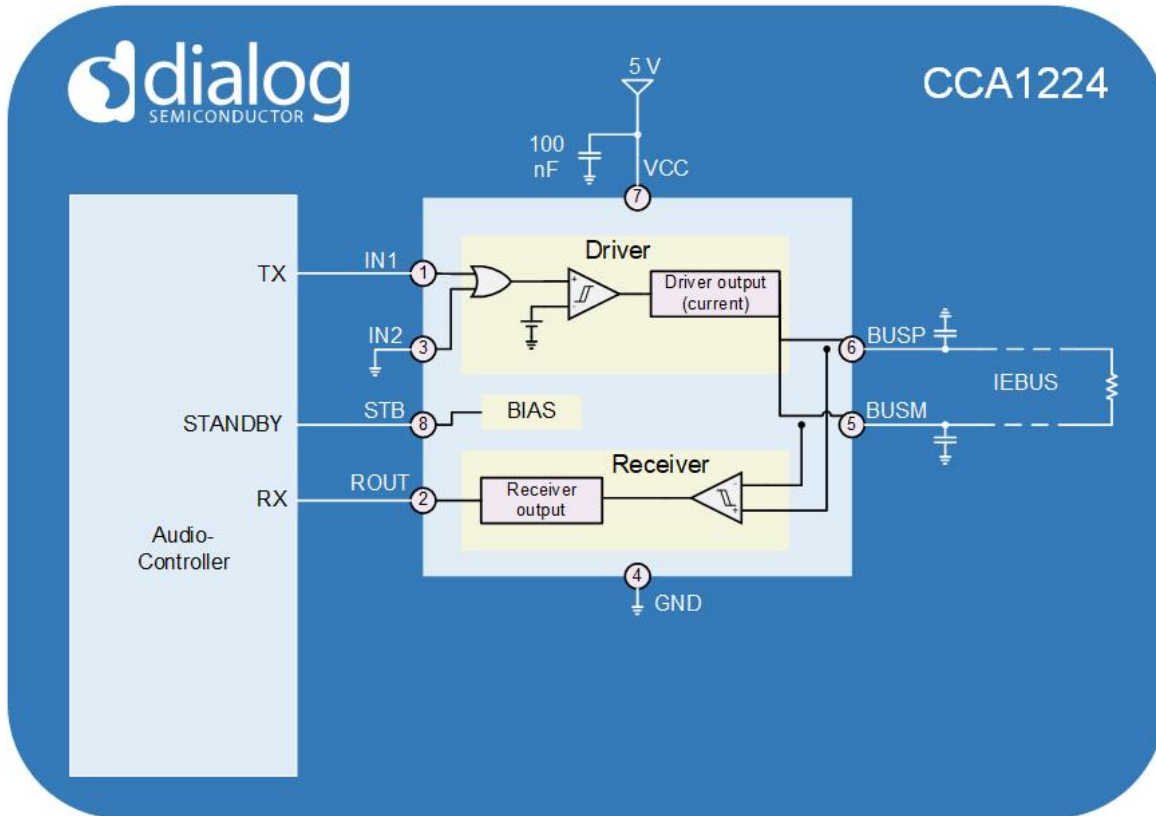 dialog
SEMICONDUCTOR
CCA1224
5 V
100
nF
VCC
7
Driver
TX
IN1
1
+
-
Driver output
(current)
IN2
3
6
BUSP
IEBUS
STANDBY
STB
8
BIAS
BUSM
5
Receiver
RX
ROUT
2
Receiver
output
-
+
Audio-
Controller
4
GND